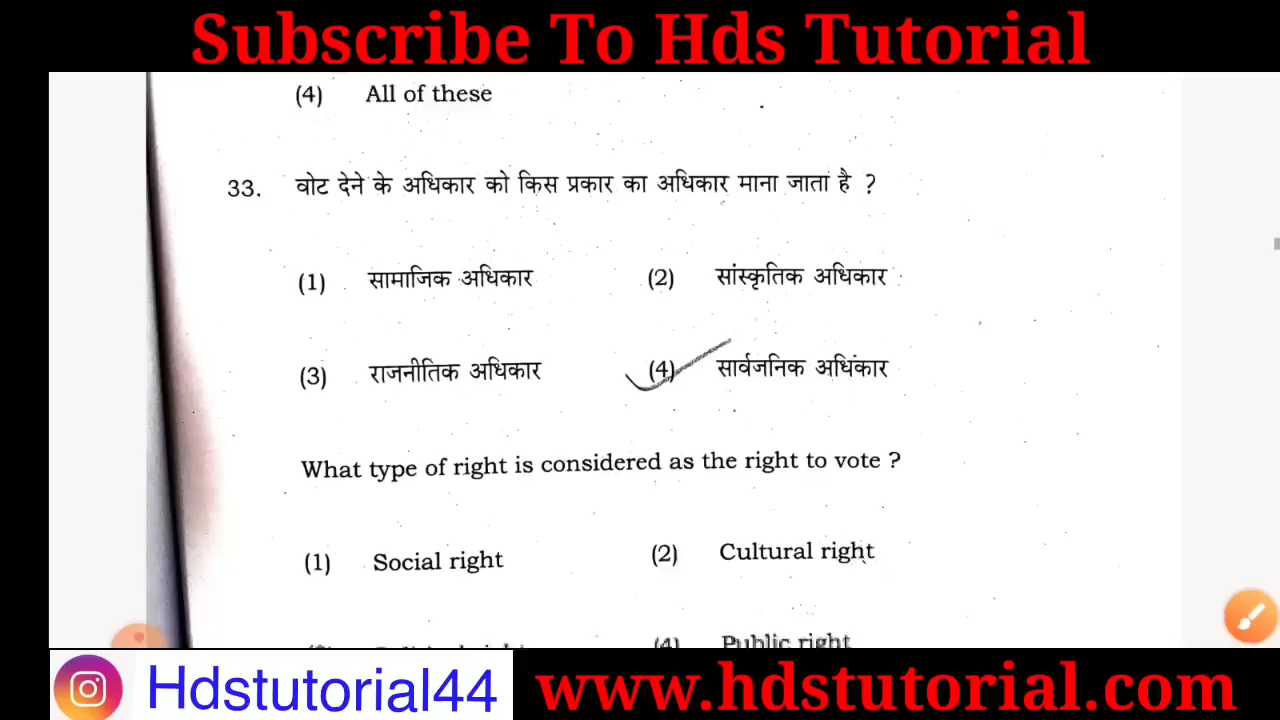 Subscribe To Hds Tutorial
(4) All of these
33. वोट देने के अधिकार को किस प्रकार का अधिकार माना जाता है ?
(1) सामाजिक अधिकार (2) सांस्कृतिक अधिकार
(3) राजनीतिक अधिकार (4) सार्वजनिक अधिकार
What type of right is considered as the right to vote ?
(1) Social right (2) Cultural right
(4) Public right
Hdstutorial44 www.hdstutorial.com